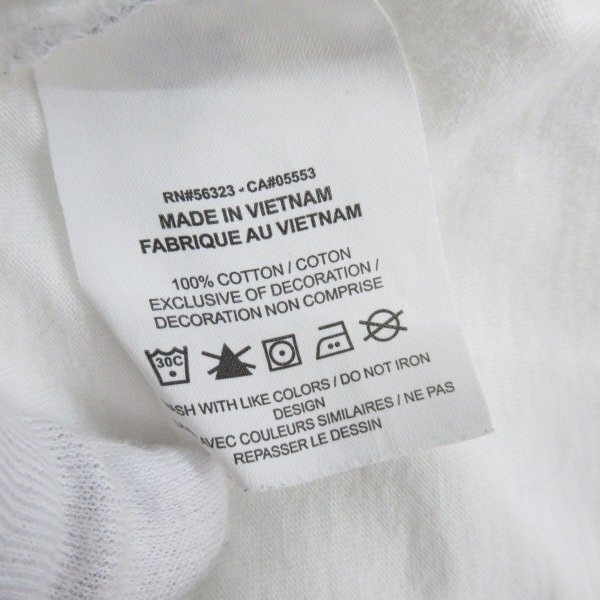 RN#56323 - CA#05553
MADE IN VIETNAM
FABRIQUE AU VIETNAM
100% COTTON / COTON
EXCLUSIVE OF DECORATION /
DECORATION NON COMPRISE
30C
WITH LIKE COLORS / DO NOT IRON
DESIGN
AVEC COULEURS SIMILAIRES / NE PAS
REPASSER LE DESSIN